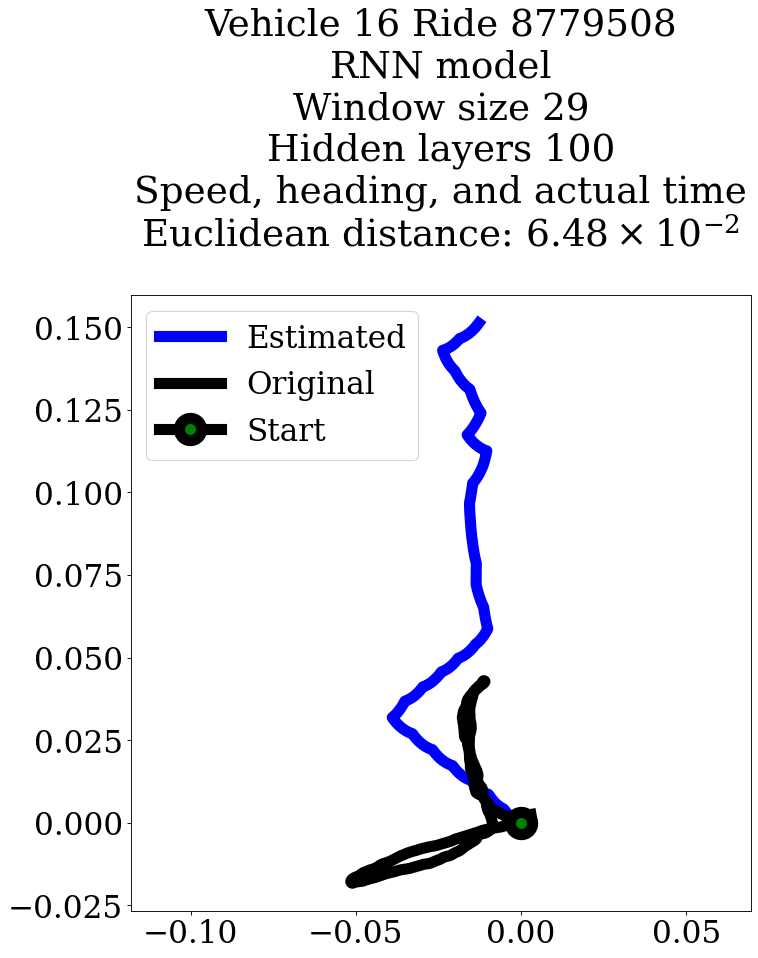 Vehicle 16 Ride 8779508
RNN model
Window size 29
Hidden layers 100
Speed, heading, and actual time
Euclidean distance: 6.48 × 10⁻²
Estimated
Original
Start
0.150
0.125
0.100
0.075
0.050
0.025
0.000
−0.025
−0.10
−0.05
0.00
0.05